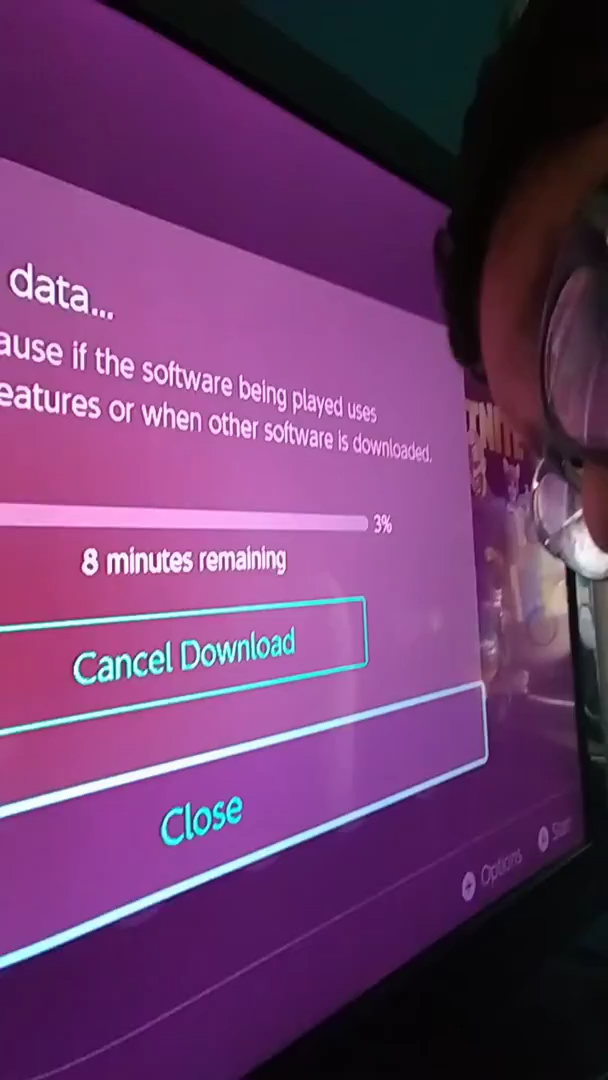 data...
ause if the software being played uses
eatures or when other software is downloaded.
3%
8 minutes remaining
Cancel Download
Close
Options
Start